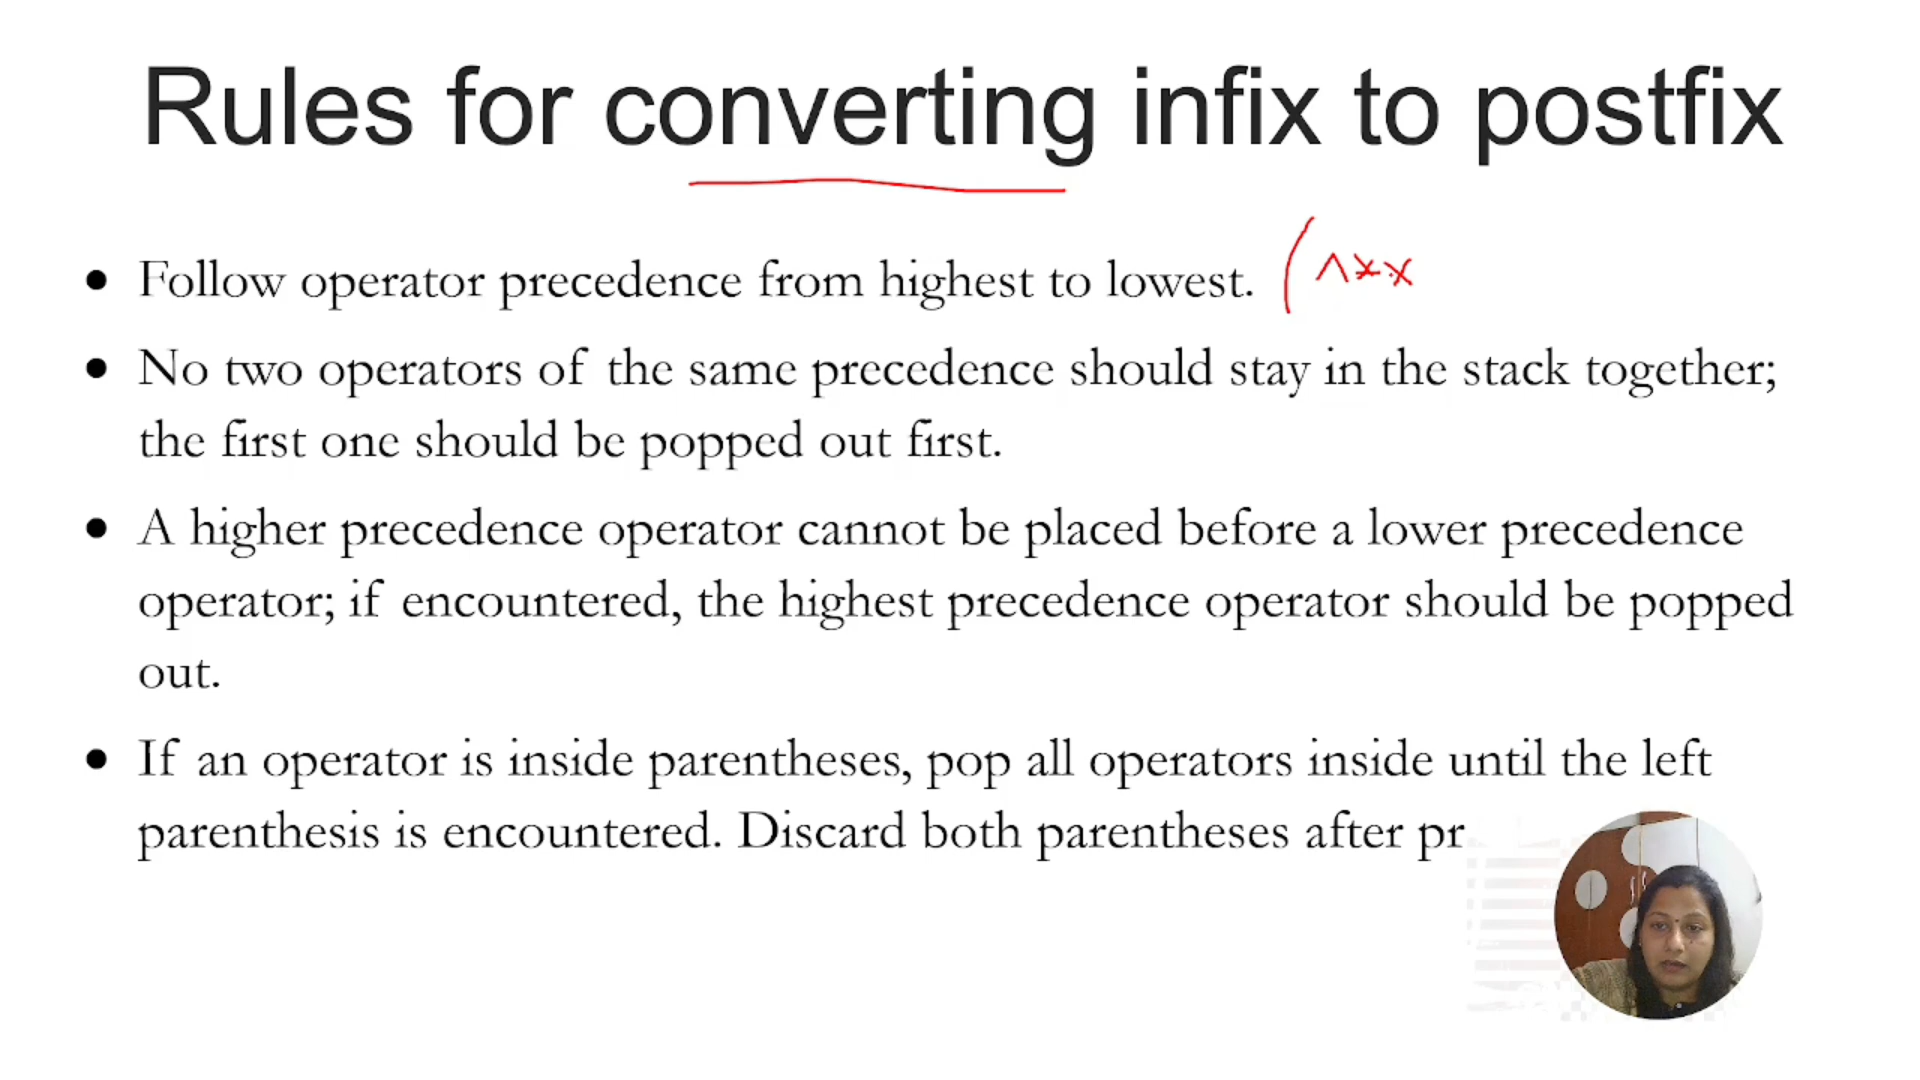 Rules for converting infix to postfix
• Follow operator precedence from highest to lowest. ( ^ * *
• No two operators of the same precedence should stay in the stack together;
the first one should be popped out first.
• A higher precedence operator cannot be placed before a lower precedence
operator; if encountered, the highest precedence operator should be popped
out.
• If an operator is inside parentheses, pop all operators inside until the left
parenthesis is encountered. Discard both parentheses after